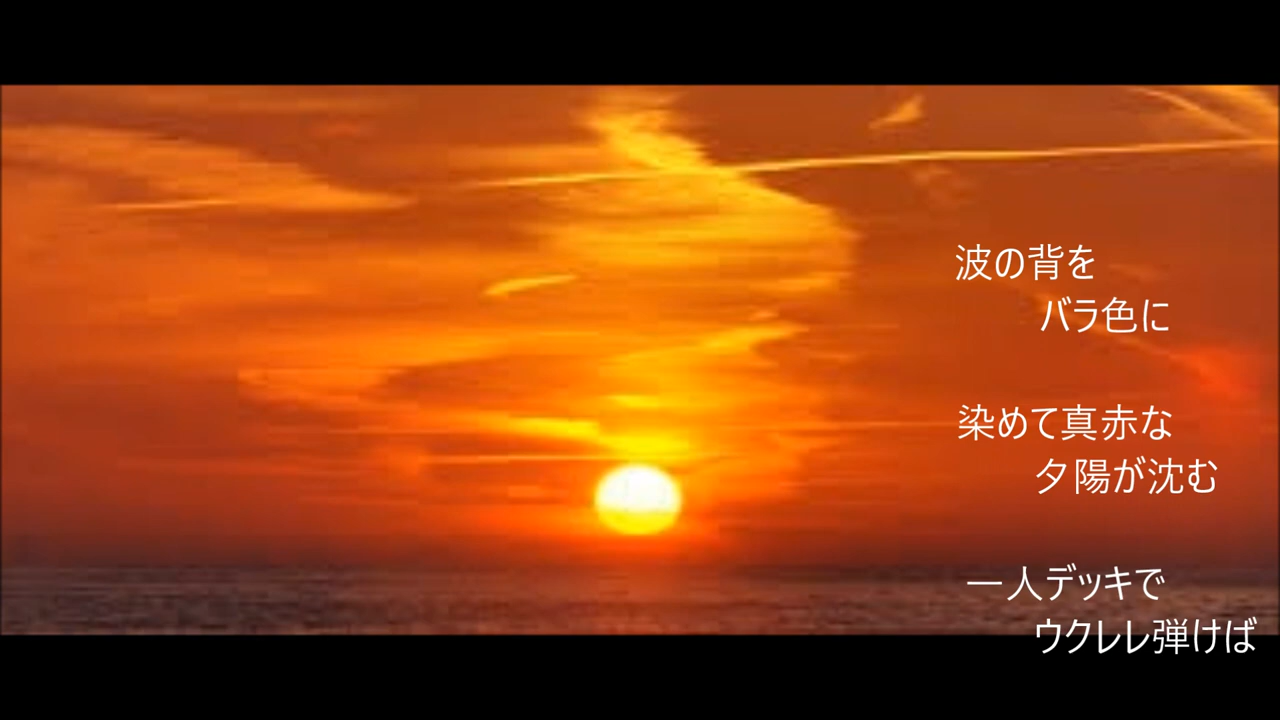 波の背を
バラ色に
染めて真赤な
夕陽が沈む
一人デッキで
ウクレレ弾けば